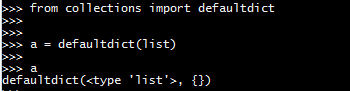 >>> from collections import defaultdict
>>>
>>>
>>> a = defaultdict(list)
>>>
>>> a
defaultdict(<type 'list'>, {})